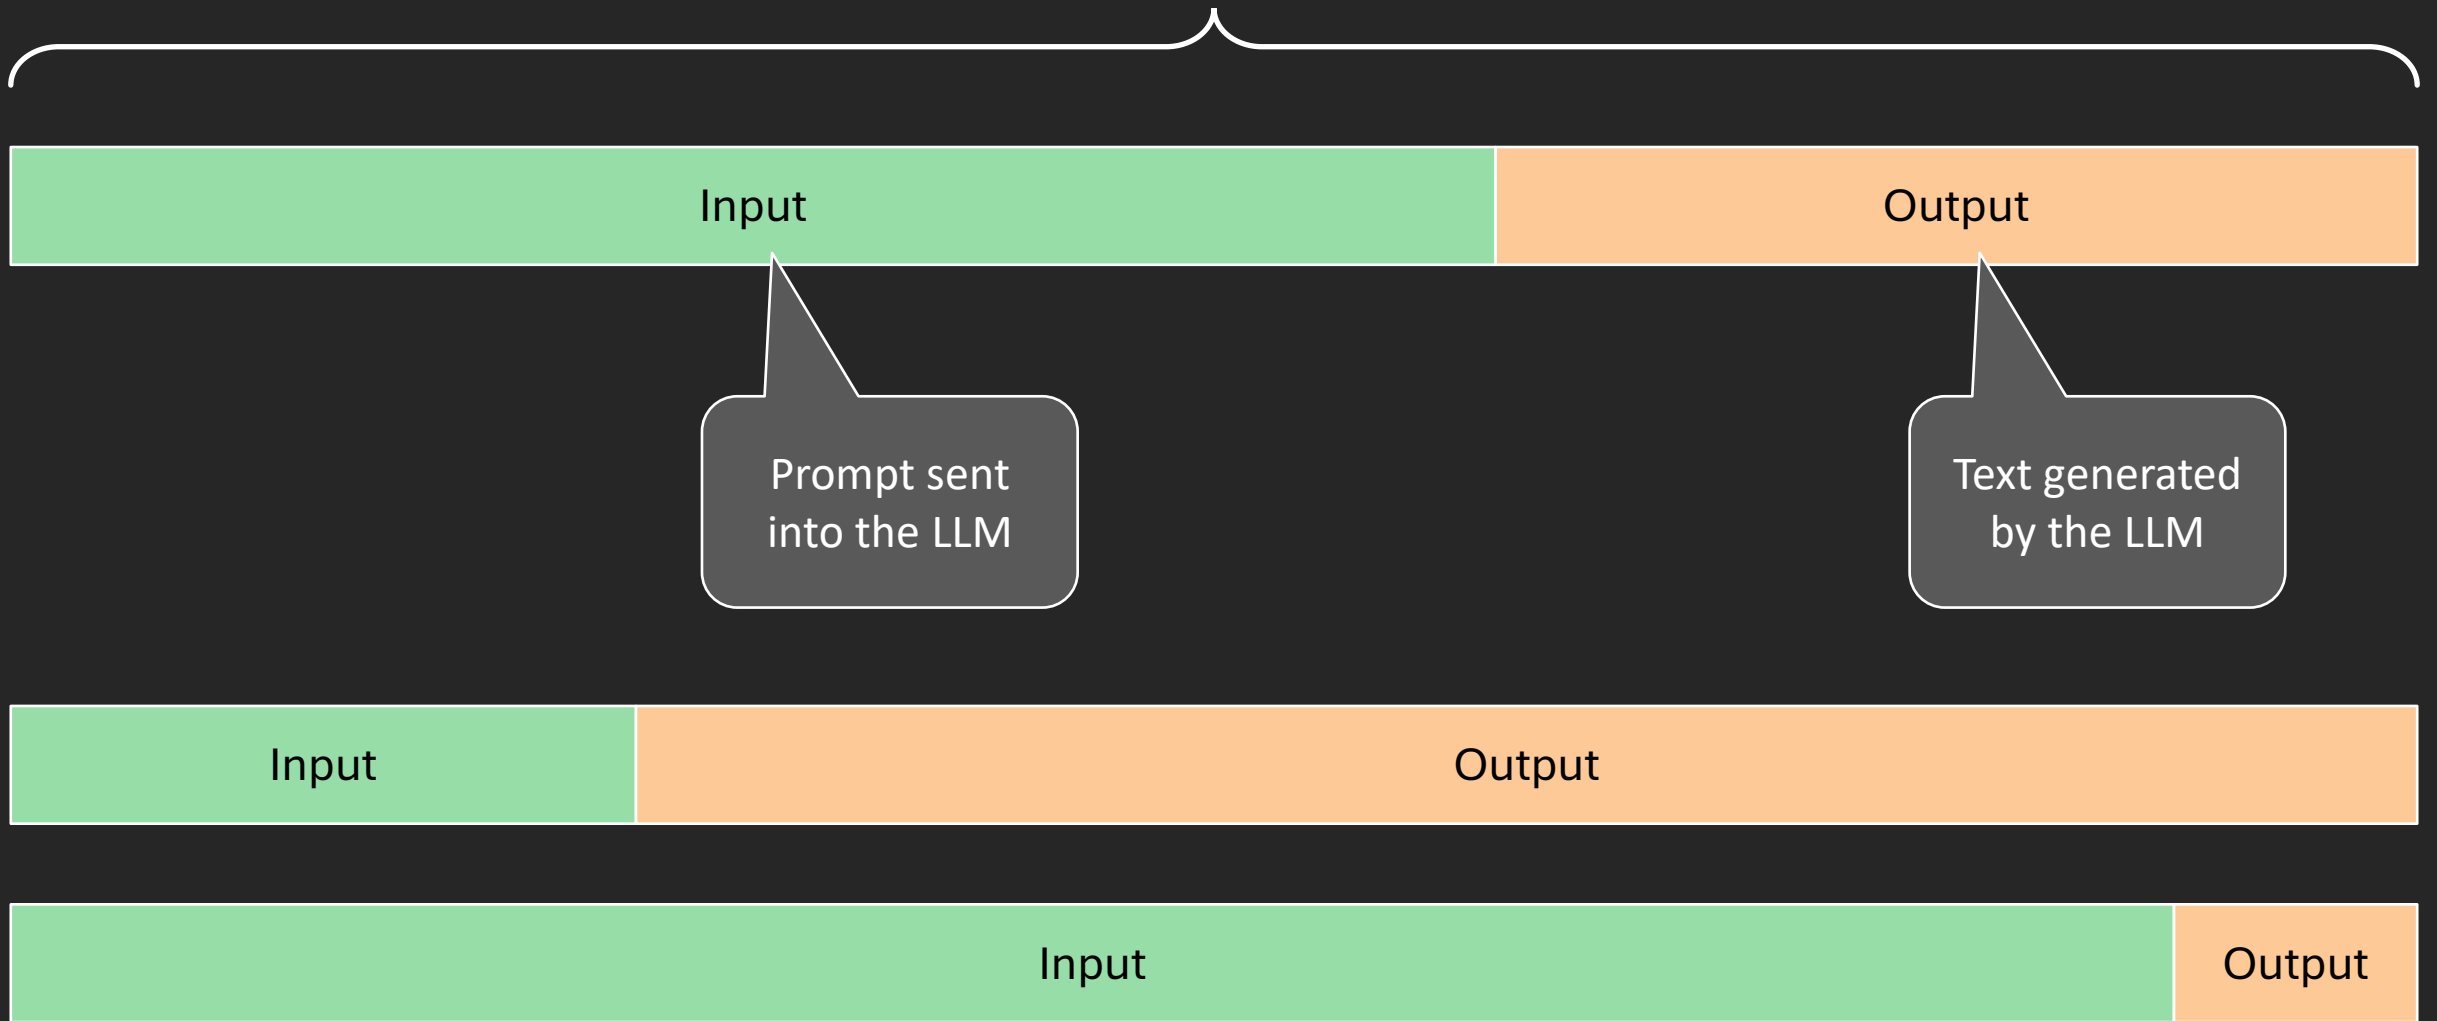 Input
Output
Prompt sent
into the LLM
Text generated
by the LLM
Input
Output
Input
Output